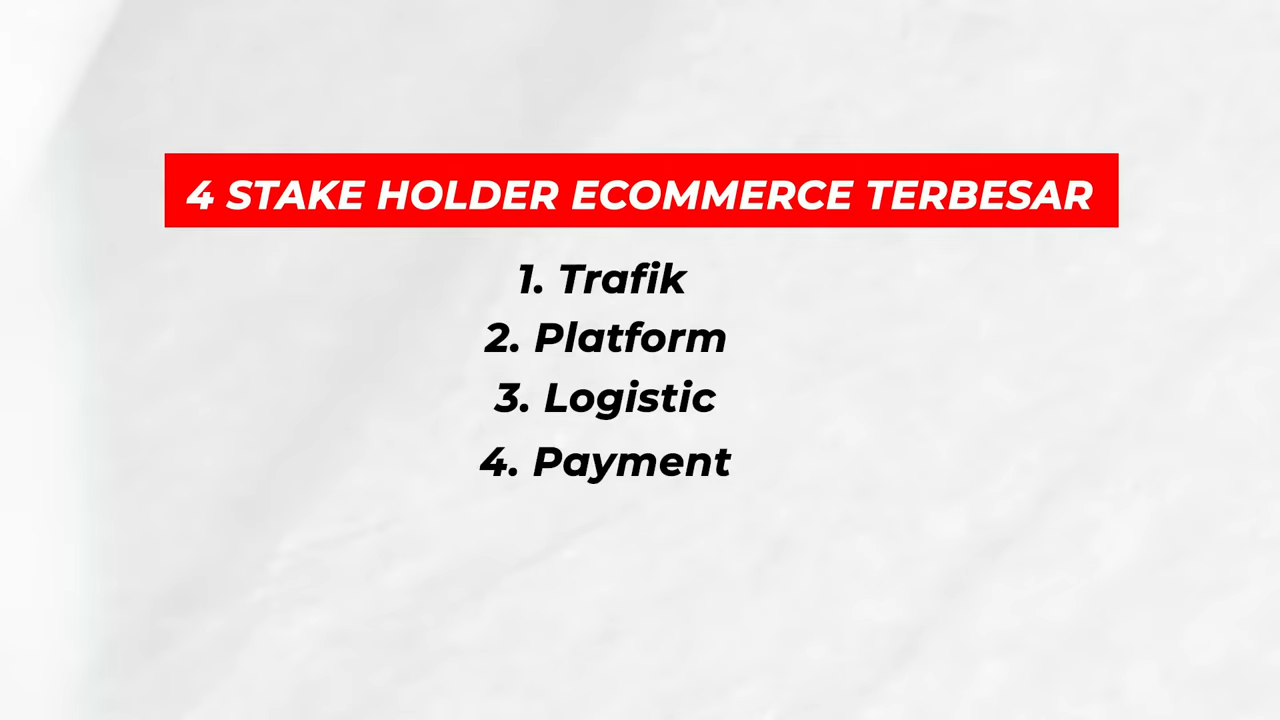 4 STAKE HOLDER ECOMMERCE TERBESAR
1. Trafik
2. Platform
3. Logistic
4. Payment